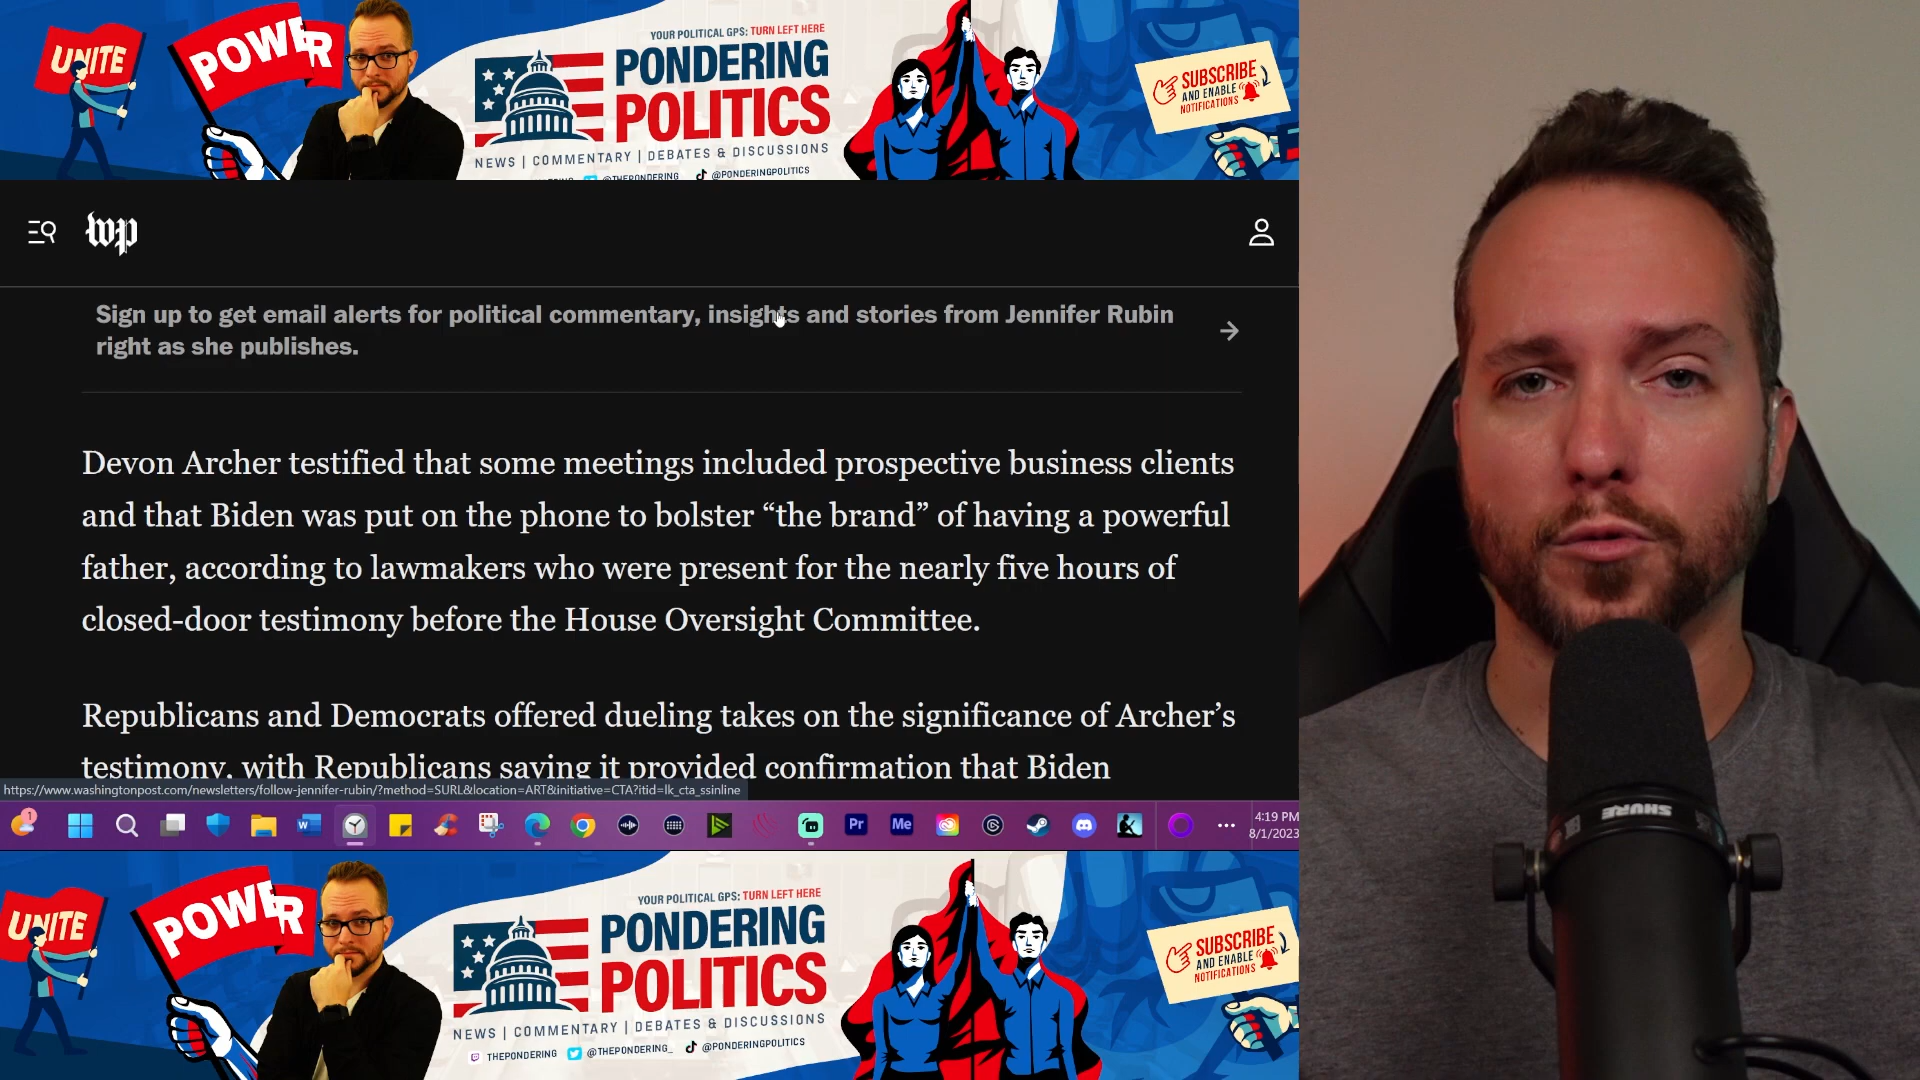 UNITE
POWER
YOUR POLITICAL GPS: TURN LEFT HERE
PONDERING
POLITICS
NEWS | COMMENTARY | DEBATES & DISCUSSIONS
@THEPONDERING
@PONDERINGPOLITICS
SUBSCRIBE
AND ENABLE
NOTIFICATIONS
wp
Sign up to get email alerts for political commentary, insights and stories from Jennifer Rubin
right as she publishes.
Devon Archer testified that some meetings included prospective business clients
and that Biden was put on the phone to bolster “the brand” of having a powerful
father, according to lawmakers who were present for the nearly five hours of
closed-door testimony before the House Oversight Committee.
Republicans and Democrats offered dueling takes on the significance of Archer’s
testimony, with Republicans saying it provided confirmation that Biden
https://www.washingtonpost.com/newsletters/follow-jennifer-rubin/?method=SURL&location=ART&initiative=CTA?itid=lk_cta_ssinline
1
W
Pr
Me
4:19 PM
8/1/2023
UNITE
POWER
YOUR POLITICAL GPS: TURN LEFT HERE
PONDERING
POLITICS
NEWS | COMMENTARY | DEBATES & DISCUSSIONS
THEPONDERING @THEPONDERING_ @PONDERINGPOLITICS
SUBSCRIBE
AND ENABLE
NOTIFICATIONS
SHURE